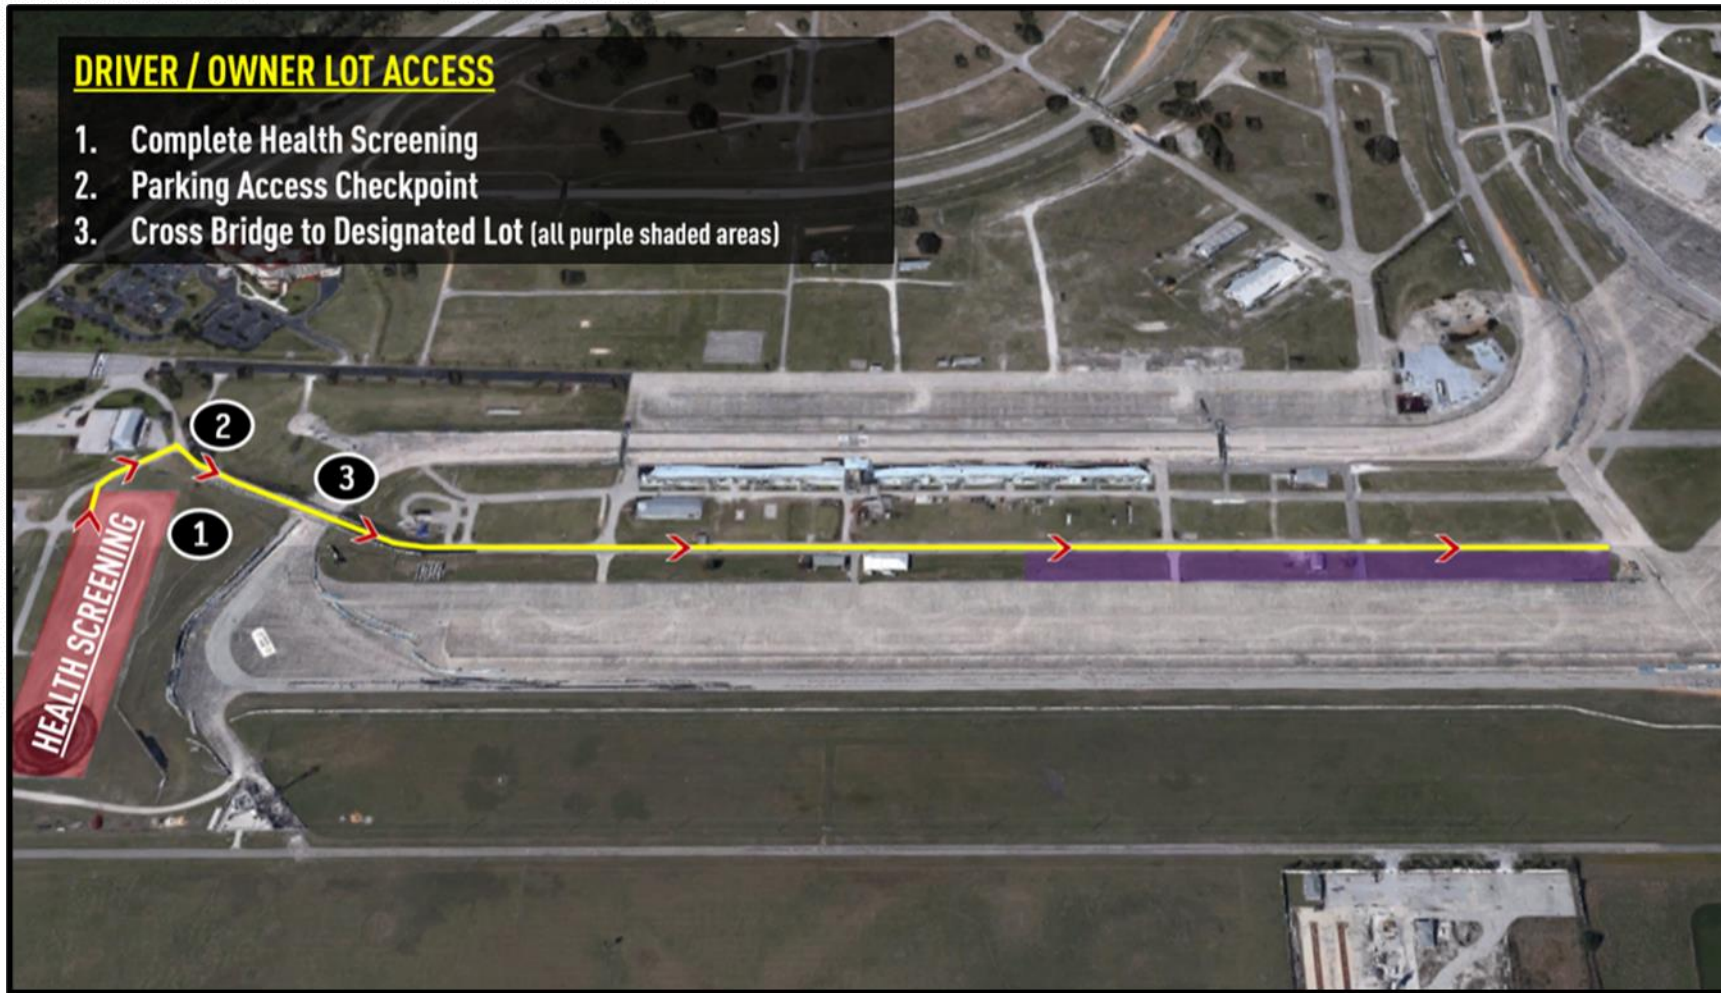 DRIVER / OWNER LOT ACCESS
1. Complete Health Screening
2. Parking Access Checkpoint
3. Cross Bridge to Designated Lot (all purple shaded areas)
2
3
1
HEALTH SCREENING